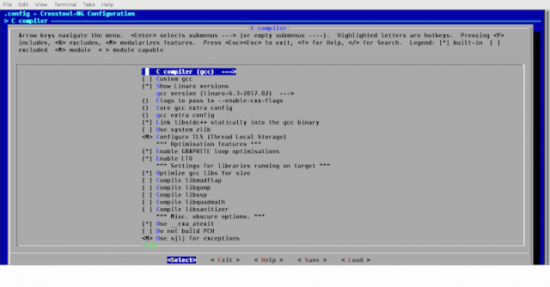 File Edit View Terminal Tabs Help
.config - Crosstool-NG Configuration
> C compiler
C compiler
Arrow keys navigate the menu. <Enter> selects submenus ---> (or empty submenus ----). Highlighted letters are hotkeys. Pressing <Y>
includes, <N> excludes, <M> modularizes features. Press <Esc><Esc> to exit, <?> for Help, </> for Search. Legend: [*] built-in [ ]
excluded <M> module < > module capable
C compiler (gcc) --->
[ ] Custom gcc
[*] Show Linaro versions
gcc version (linaro-6.3-2017.02) --->
() Flags to pass to --enable-cxx-flags
() Core gcc extra config
() gcc extra config
[*] Link libstdc++ statically into the gcc binary
[ ] Use system zlib
<M> Configure TLS (Thread Local Storage)
*** Optimisation features ***
[*] Enable GRAPHITE loop optimisations
[*] Enable LTO
*** Settings for libraries running on target ***
[*] Optimize gcc libs for size
[ ] Compile libmudflap
[ ] Compile libgomp
[ ] Compile libssp
[ ] Compile libquadmath
[ ] Compile libsanitizer
*** Misc. obscure options. ***
[*] Use __cxa_atexit
[ ] Do not build PCH
<M> Use sjlj for exceptions
<Select> < Exit > < Help > < Save > < Load >